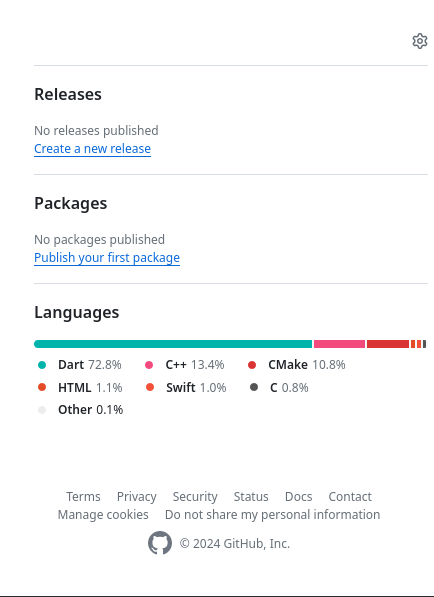 Releases
No releases published
Create a new release
Packages
No packages published
Publish your first package
Languages
Dart 72.8% C++ 13.4% CMake 10.8%
HTML 1.1% Swift 1.0% C 0.8%
Other 0.1%
Terms Privacy Security Status Docs Contact
Manage cookies Do not share my personal information
© 2024 GitHub, Inc.